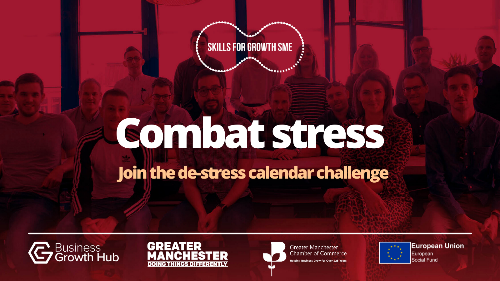 SKILLS FOR GROWTH SME
Combat stress
Join the de-stress calendar challenge
Business
Growth Hub
GREATER
MANCHESTER
DOING THINGS DIFFERENTLY
Greater Manchester
Chamber of Commerce
European Union
European
Social Fund